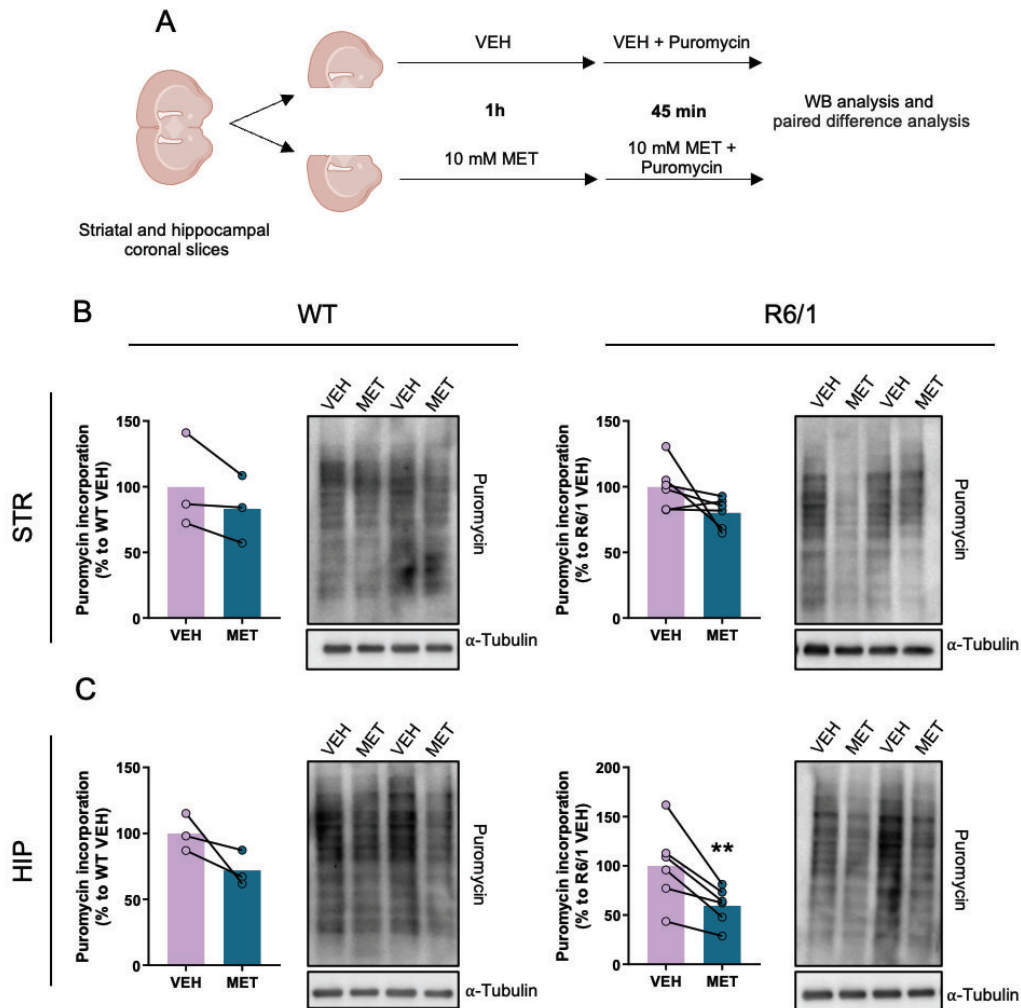 A
VEH
VEH + Puromycin
1h
45 min
WB analysis and
paired difference analysis
10 mM MET
10 mM MET +
Puromycin
Striatal and hippocampal
coronal slices
B
WT
R6/1
STR
Puromycin incorporation
(% to WT VEH)
150
100
50
0
VEH
MET
VEH
MET
VEH
MET
Puromycin
α-Tubulin
Puromycin incorporation
(% to R6/1 VEH)
150
100
50
0
VEH
MET
VEH
MET
VEH
MET
Puromycin
α-Tubulin
C
HIP
Puromycin incorporation
(% to WT VEH)
150
100
50
0
VEH
MET
VEH
MET
VEH
MET
Puromycin
α-Tubulin
Puromycin incorporation
(% to R6/1 VEH)
200
150
100
50
0
**
VEH
MET
VEH
MET
VEH
MET
Puromycin
α-Tubulin